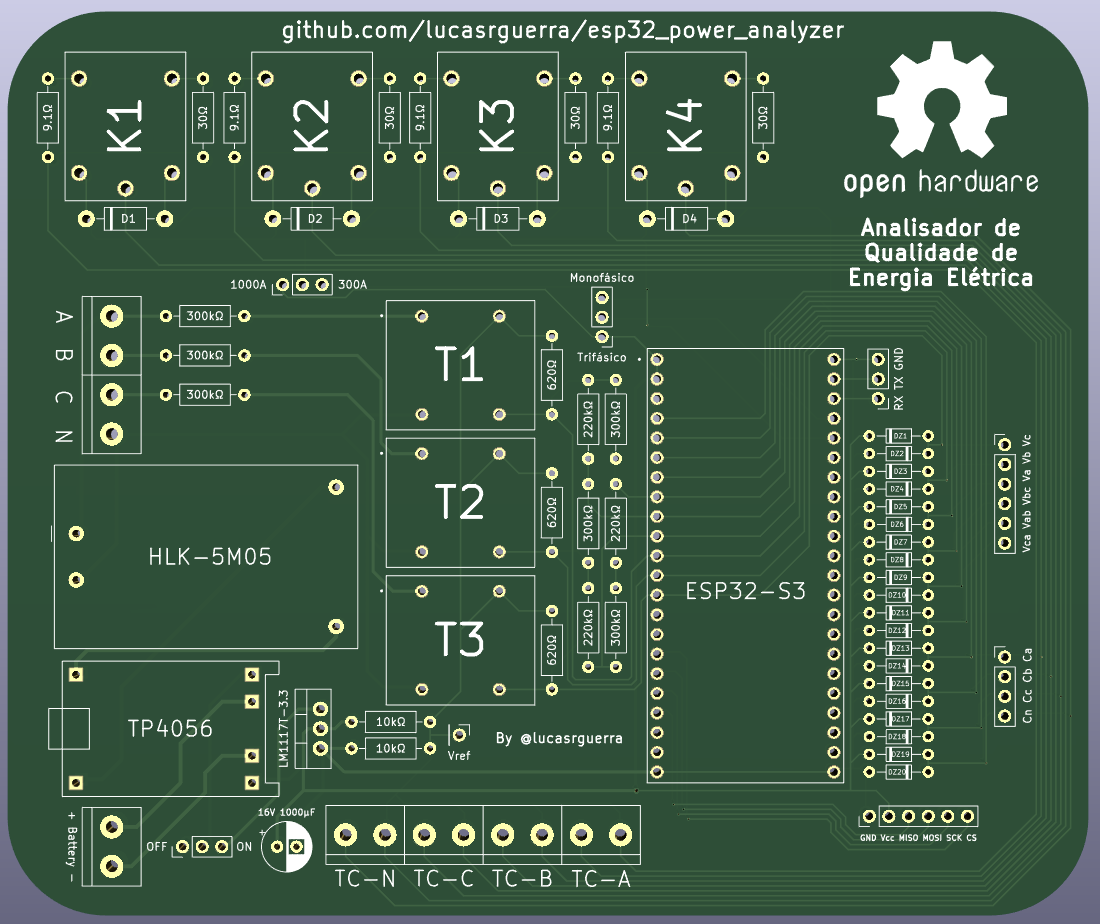 github.com/lucasrguerra/esp32_power_analyzer
9.1Ω
K1
30Ω
9.1Ω
K2
30Ω
9.1Ω
K3
30Ω
9.1Ω
K4
30Ω
D1
D2
D3
D4
open hardware
Analisador de
Qualidade de
Energia Elétrica
1000A
300A
Monofásico
Trifásico
A
B
C
N
300kΩ
300kΩ
300kΩ
T1
T2
T3
620Ω
620Ω
620Ω
220kΩ
300kΩ
300kΩ
220kΩ
220kΩ
300kΩ
ESP32-S3
RX TX GND
DZ1
DZ2
DZ3
DZ4
DZ5
DZ6
DZ7
DZ8
DZ9
DZ10
DZ11
DZ12
DZ13
DZ14
DZ15
DZ16
DZ17
DZ18
DZ19
DZ20
Vca Vab Vbc Va Vb Vc
Cn Cc Cb Ca
HLK-5M05
TP4056
LM1117T-3.3
10kΩ
10kΩ
Vref
By @lucasrguerra
+ Battery -
OFF
ON
16V 1000µF
+
TC-N
TC-C
TC-B
TC-A
GND Vcc MISO MOSI SCK CS